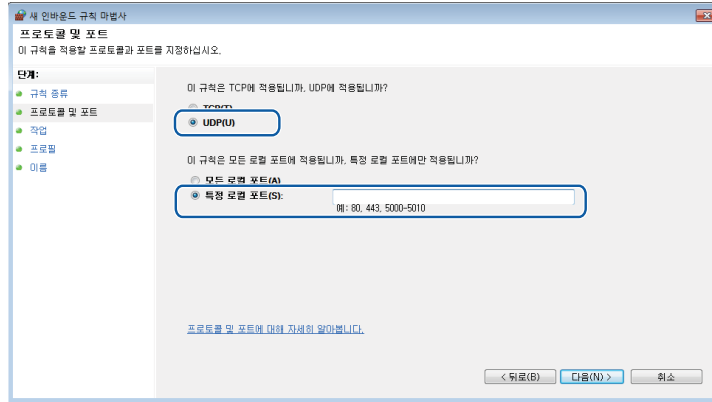 새 인바운드 규칙 마법사
프로토콜 및 포트
이 규칙을 적용할 프로토콜과 포트를 지정하십시오.
단계:
규칙 종류
프로토콜 및 포트
작업
프로필
이름
이 규칙은 TCP에 적용됩니까, UDP에 적용됩니까?
TCP(T)
UDP(U)
이 규칙은 모든 로컬 포트에 적용됩니까, 특정 로컬 포트에만 적용됩니까?
모든 로컬 포트(A)
특정 로컬 포트(S):
예: 80, 443, 5000-5010
프로토콜 및 포트에 대해 자세히 알아봅니다.
< 뒤로(B) 다음(N) > 취소